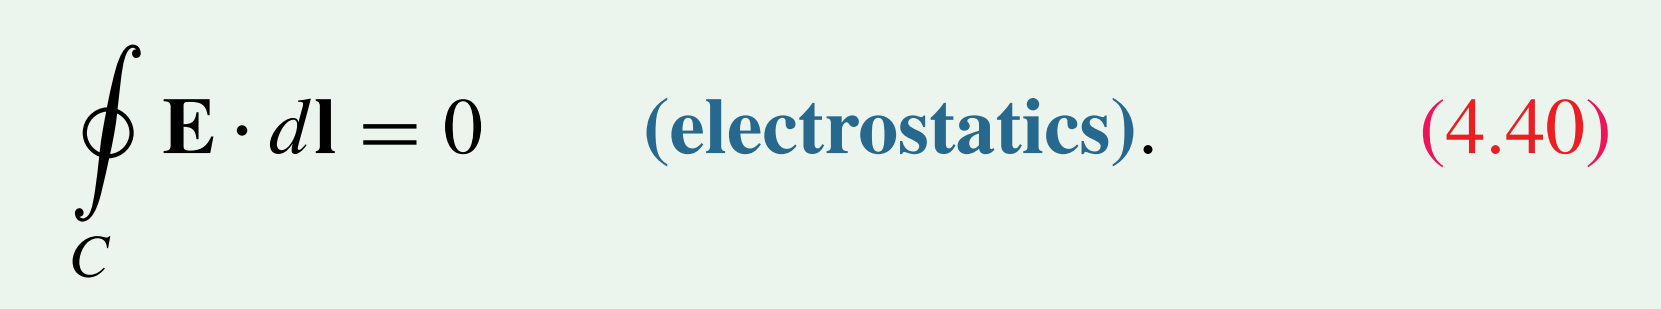 ∮_C 𝐄 · d𝐥 = 0 (electrostatics). (4.40)